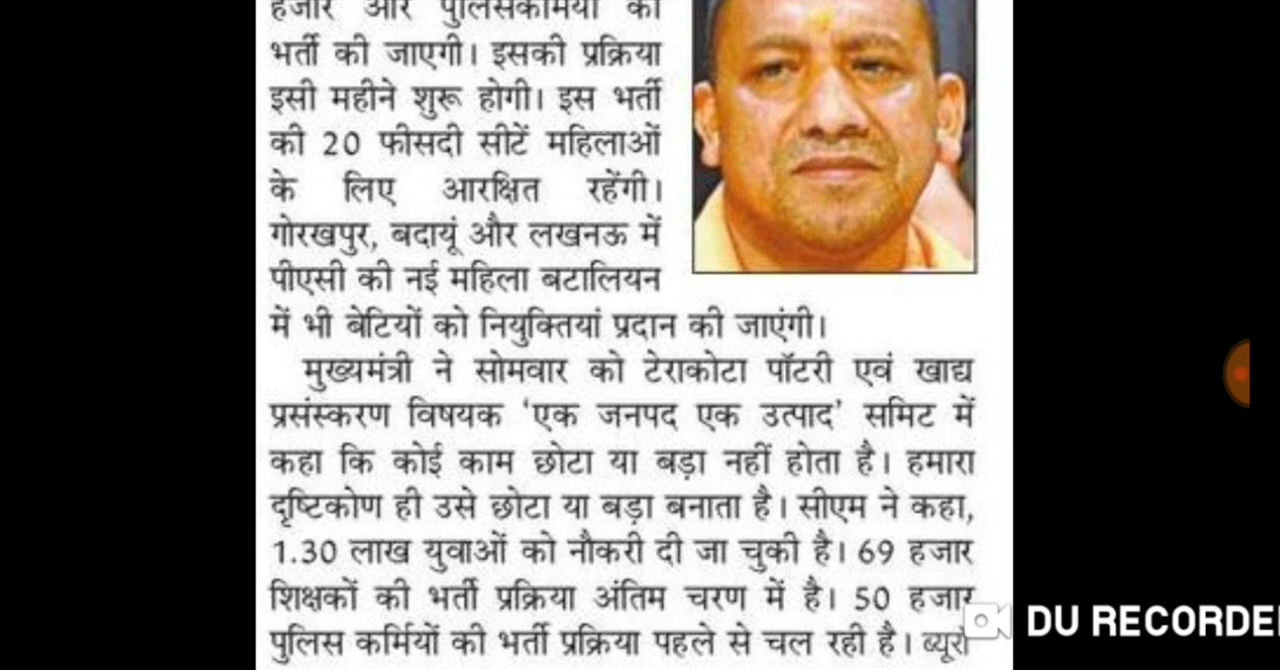 हजार और पुलिसकर्मियों की
भर्ती की जाएगी। इसकी प्रक्रिया
इसी महीने शुरू होगी। इस भर्ती
की 20 फीसदी सीटें महिलाओं
के लिए आरक्षित रहेंगी।
गोरखपुर, बदायूं और लखनऊ में
पीएसी की नई महिला बटालियन
में भी बेटियों को नियुक्तियां प्रदान की जाएंगी।
मुख्यमंत्री ने सोमवार को टेराकोटा पॉटरी एवं खाद्य
प्रसंस्करण विषयक ‘एक जनपद एक उत्पाद’ समिट में
कहा कि कोई काम छोटा या बड़ा नहीं होता है। हमारा
दृष्टिकोण ही उसे छोटा या बड़ा बनाता है। सीएम ने कहा,
1.30 लाख युवाओं को नौकरी दी जा चुकी है। 69 हजार
शिक्षकों की भर्ती प्रक्रिया अंतिम चरण में है। 50 हजार
पुलिस कर्मियों की भर्ती प्रक्रिया पहले से चल रही है। ब्यूरो
DU RECORDE